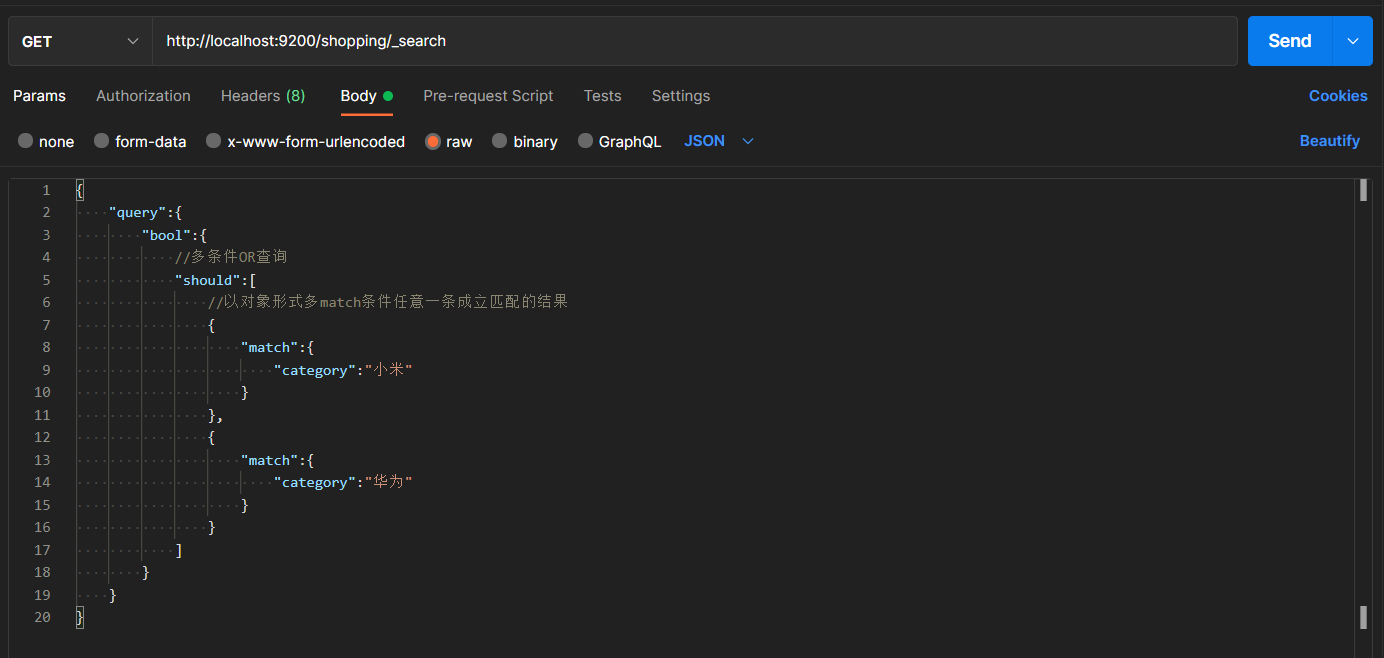 GET http://localhost:9200/shopping/_search Send
Params Authorization Headers (8) Body Pre-request Script Tests Settings Cookies
none form-data x-www-form-urlencoded raw binary GraphQL JSON Beautify
1 {
2 "query":{
3 "bool":{
4 //多条件OR查询
5 "should":[
6 //以对象形式多match条件任意一条成立匹配的结果
7 {
8 "match":{
9 "category":"小米"
10 }
11 },
12 {
13 "match":{
14 "category":"华为"
15 }
16 }
17 ]
18 }
19 }
20 }